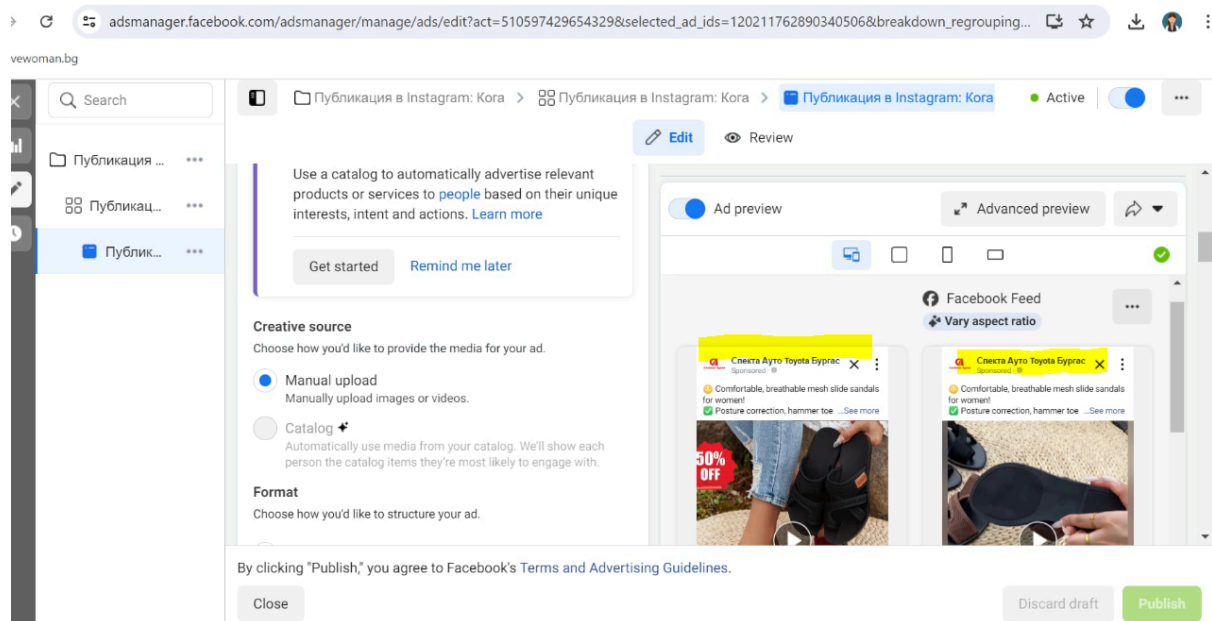 adsmanager.facebook.com/adsmanager/manage/ads/edit?act=510597429654329&selected_ad_ids=120211762890340506&breakdown_regrouping...
vewoman.bg
Search
Публикация в Instagram: Кога > Публикация в Instagram: Кога > Публикация в Instagram: Кога
Active
Edit
Review
Публикация ...
Публикац...
Публик...
Use a catalog to automatically advertise relevant
products or services to people based on their unique
interests, intent and actions. Learn more
Get started
Remind me later
Creative source
Choose how you'd like to provide the media for your ad.
Manual upload
Manually upload images or videos.
Catalog
Automatically use media from your catalog. We'll show each
person the catalog items they're most likely to engage with.
Format
Choose how you'd like to structure your ad.
Ad preview
Advanced preview
Facebook Feed
Vary aspect ratio
Спекта Ауто Toyota Бургас
Sponsored
Comfortable, breathable mesh slide sandals
for women!
Posture correction, hammer toe ...See more
50%
OFF
Спекта Ауто Toyota Бургас
Sponsored
Comfortable, breathable mesh slide sandals
for women!
Posture correction, hammer toe ...See more
By clicking "Publish," you agree to Facebook's Terms and Advertising Guidelines.
Close
Discard draft
Publish